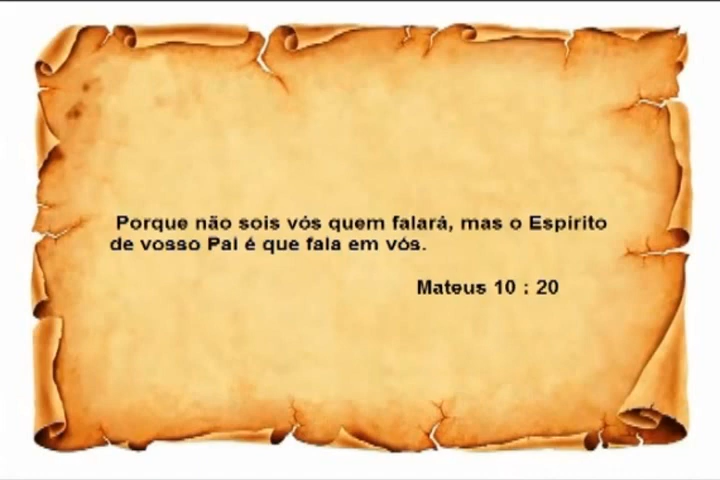 Porque não sois vós quem falará, mas o Espírito
de vosso Pai é que fala em vós.
Mateus 10 : 20